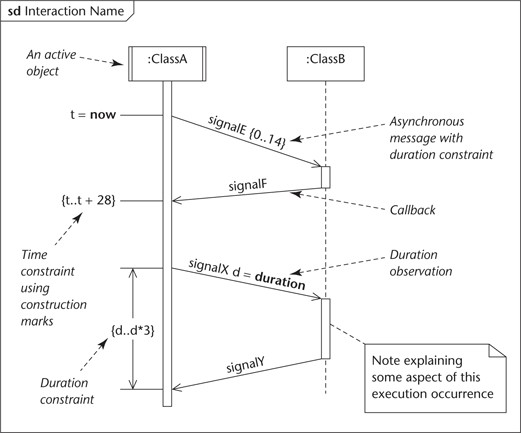 sd Interaction Name
An active
object
:ClassA
:ClassB
t = now
signalE {0..14}
Asynchronous
message with
duration constraint
{t..t + 28}
signalF
Callback
Time
constraint
using
construction
marks
signalX d = duration
Duration
observation
{d..d*3}
Duration
constraint
signalY
Note explaining
some aspect of this
execution occurrence